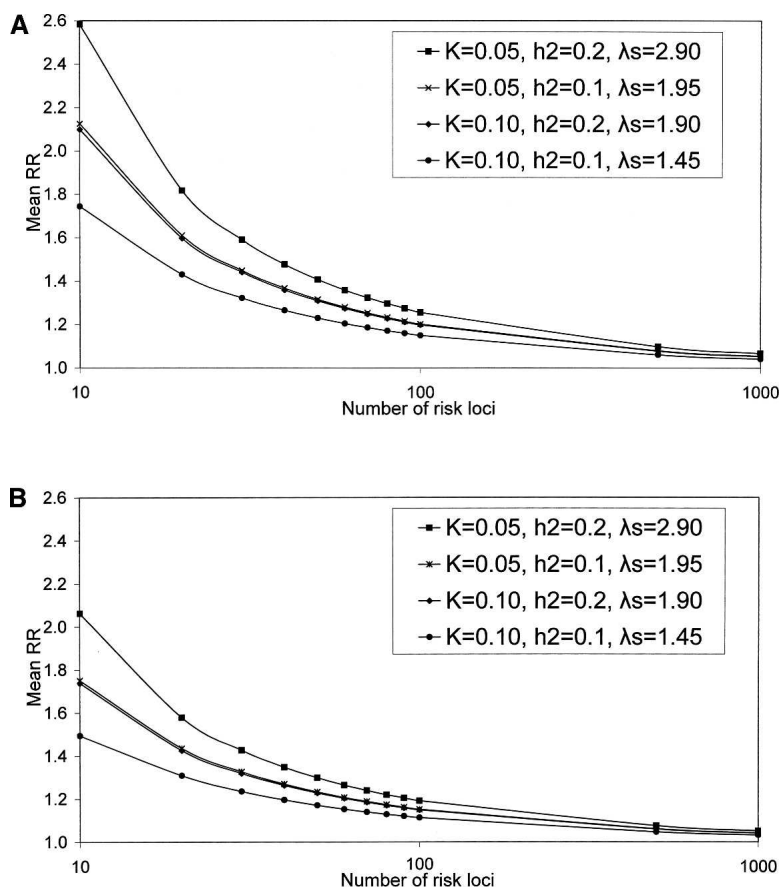 A
2.6
2.4
2.2
2.0
1.8
1.6
1.4
1.2
1.0
Mean RR
K=0.05, h2=0.2, λs=2.90
K=0.05, h2=0.1, λs=1.95
K=0.10, h2=0.2, λs=1.90
K=0.10, h2=0.1, λs=1.45
10
100
1000
Number of risk loci
B
2.6
2.4
2.2
2.0
1.8
1.6
1.4
1.2
1.0
Mean RR
K=0.05, h2=0.2, λs=2.90
K=0.05, h2=0.1, λs=1.95
K=0.10, h2=0.2, λs=1.90
K=0.10, h2=0.1, λs=1.45
10
100
1000
Number of risk loci